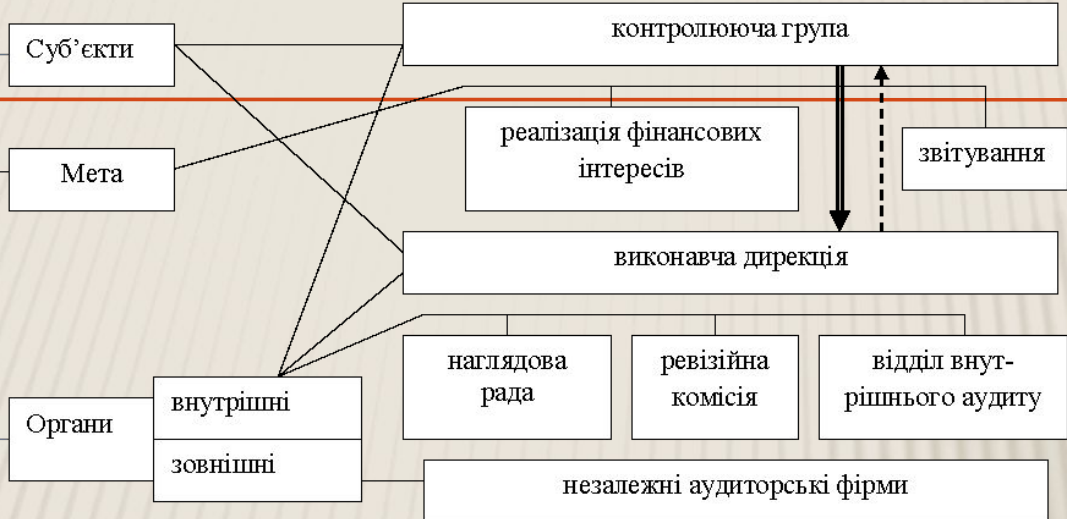 Суб’єкти
контролююча група
Мета
реалізація фінансових
інтересів
звітування
виконавча дирекція
Органи
внутрішні
зовнішні
наглядова
рада
ревізійна
комісія
відділ внут-
рішнього аудиту
незалежні аудиторські фірми